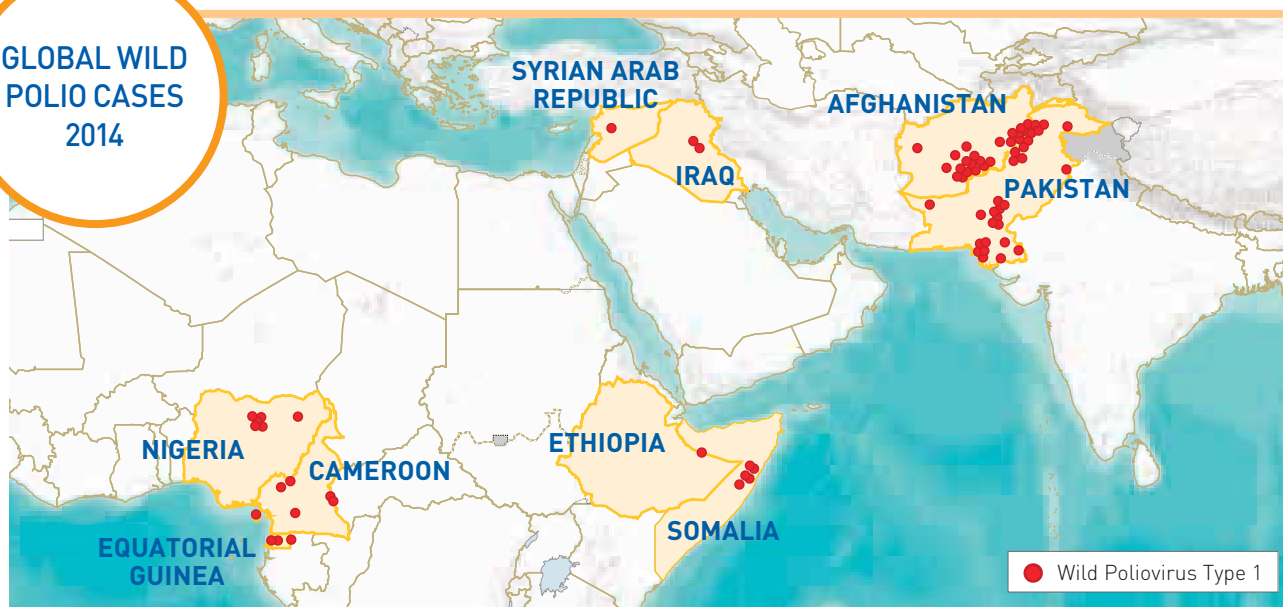 GLOBAL WILD
POLIO CASES
2014
SYRIAN ARAB
REPUBLIC
AFGHANISTAN
IRAQ
PAKISTAN
NIGERIA
CAMEROON
ETHIOPIA
SOMALIA
EQUATORIAL
GUINEA
Wild Poliovirus Type 1